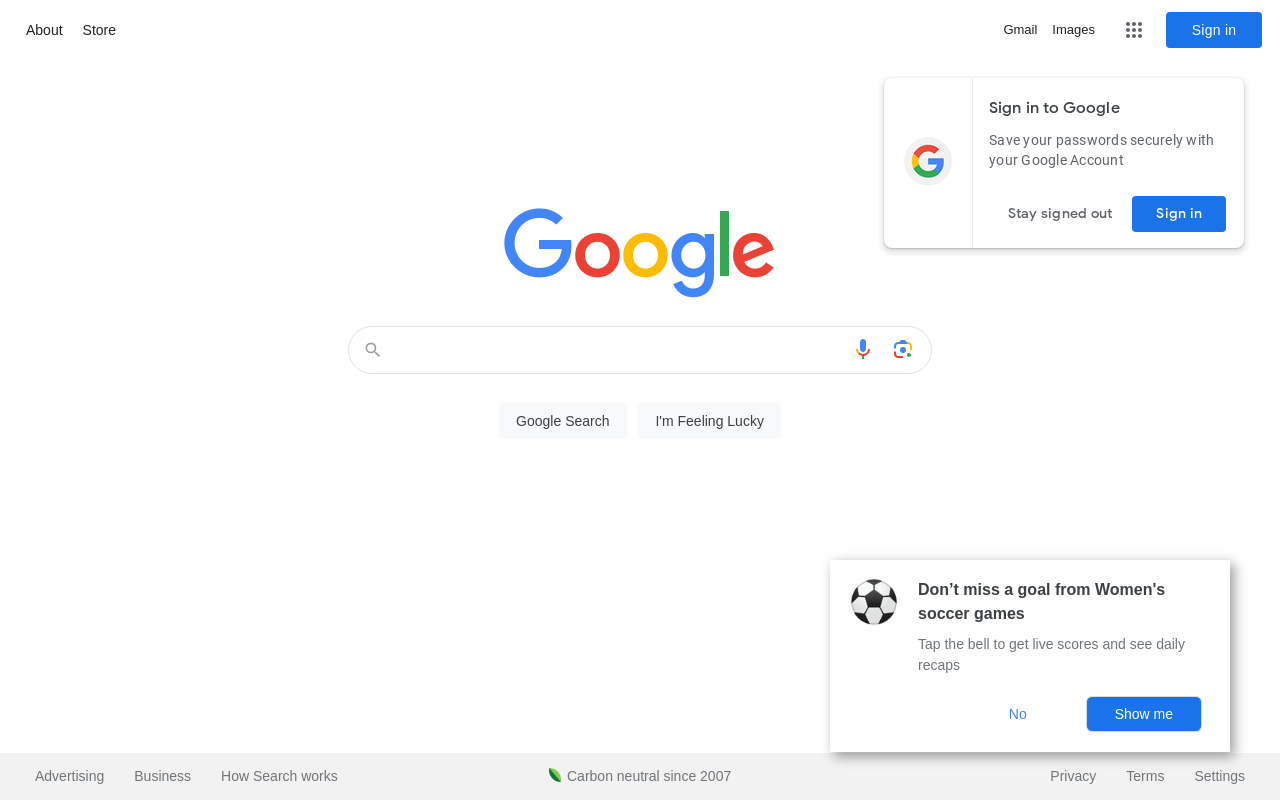 About Store
Gmail Images
Sign in
Sign in to Google
Save your passwords securely with
your Google Account
Stay signed out
Sign in
Google
Google Search
I'm Feeling Lucky
Don’t miss a goal from Women's
soccer games
Tap the bell to get live scores and see daily
recaps
No
Show me
Advertising Business How Search works
Carbon neutral since 2007
Privacy Terms Settings